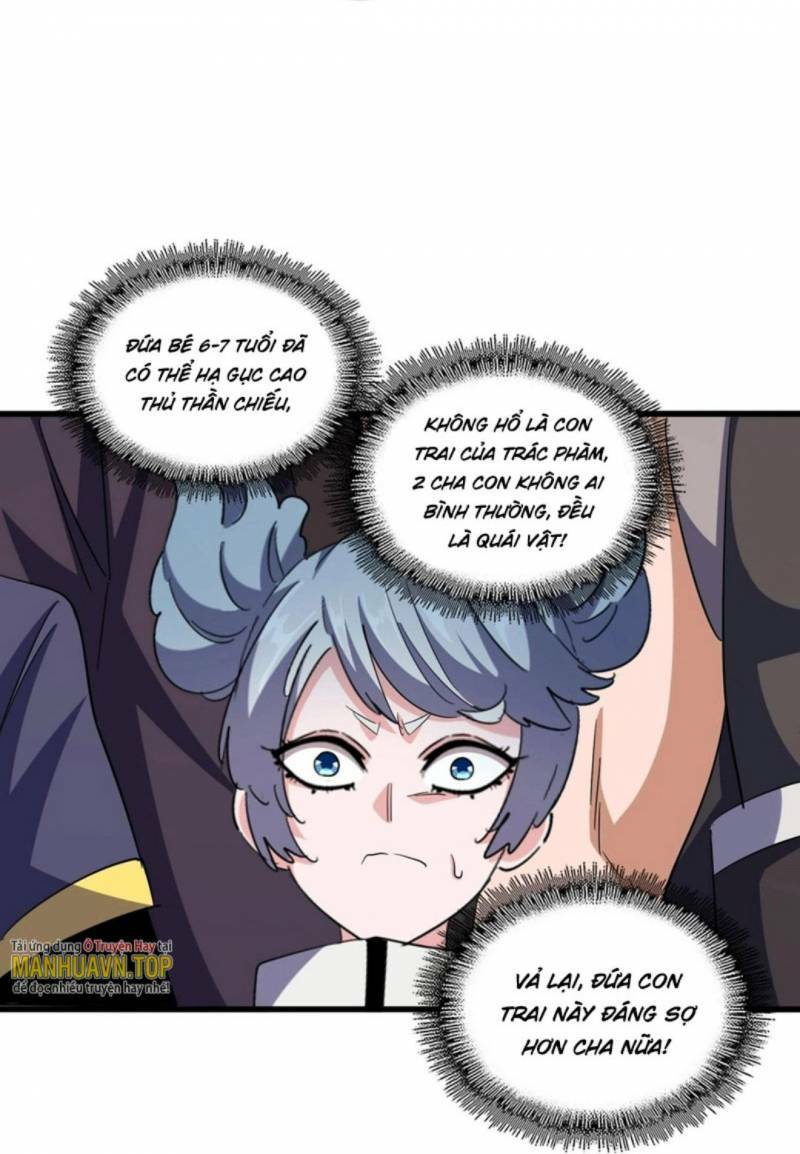 ĐỨA BÉ 6-7 TUỔI ĐÃ
CÓ THỂ HẠ GỤC CAO
THỦ THẦN CHIẾU,
KHÔNG HỔ LÀ CON
TRAI CỦA TRÁC PHÀM,
2 CHA CON KHÔNG AI
BÌNH THƯỜNG, ĐỀU
LÀ QUÁI VẬT!
Tải ứng dụng Ô Truyện Hay tại
MANHUAVN.TOP
để đọc nhiều truyện hay nhé!
VẢ LẠI, ĐỨA CON
TRAI NÀY ĐÁNG SỢ
HƠN CHA NỮA!